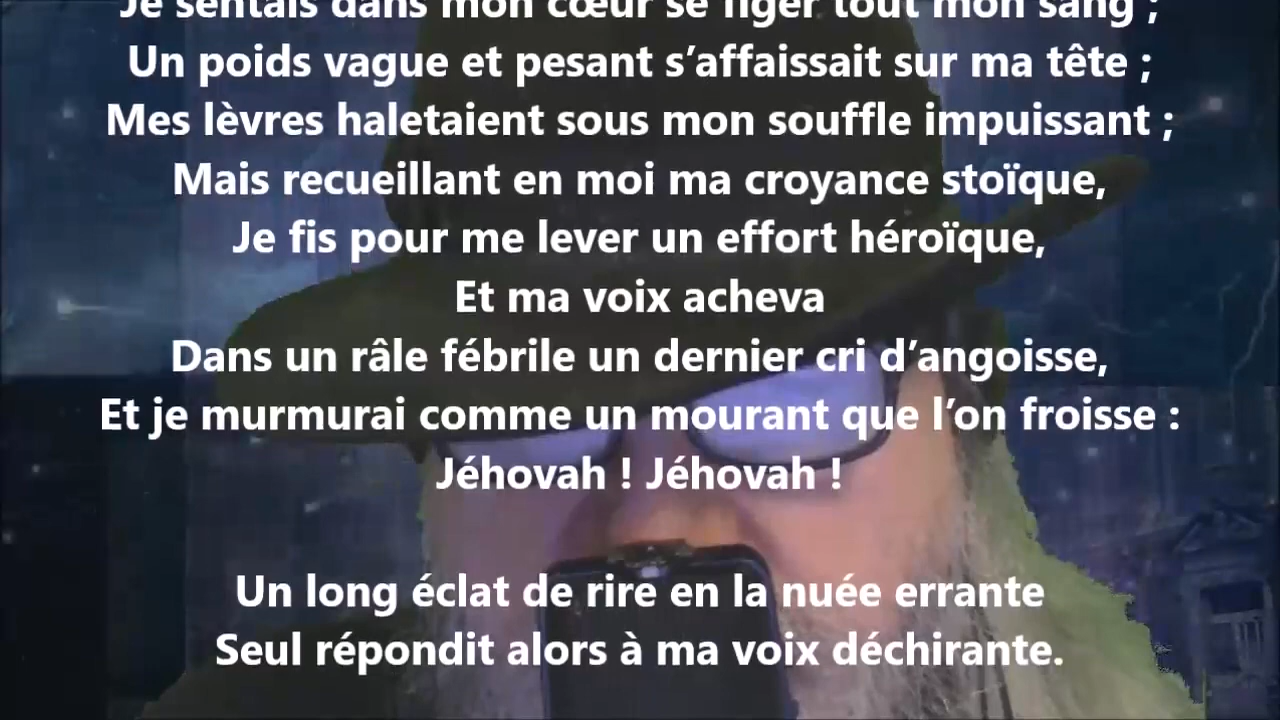 Je sentais dans mon cœur se figer tout mon sang ;
Un poids vague et pesant s’affaissait sur ma tête ;
Mes lèvres haletaient sous mon souffle impuissant ;
Mais recueillant en moi ma croyance stoïque,
Je fis pour me lever un effort héroïque,
Et ma voix acheva
Dans un râle fébrile un dernier cri d’angoisse,
Et je murmurai comme un mourant que l’on froisse :
Jéhovah ! Jéhovah !
Un long éclat de rire en la nuée errante
Seul répondit alors à ma voix déchirante.